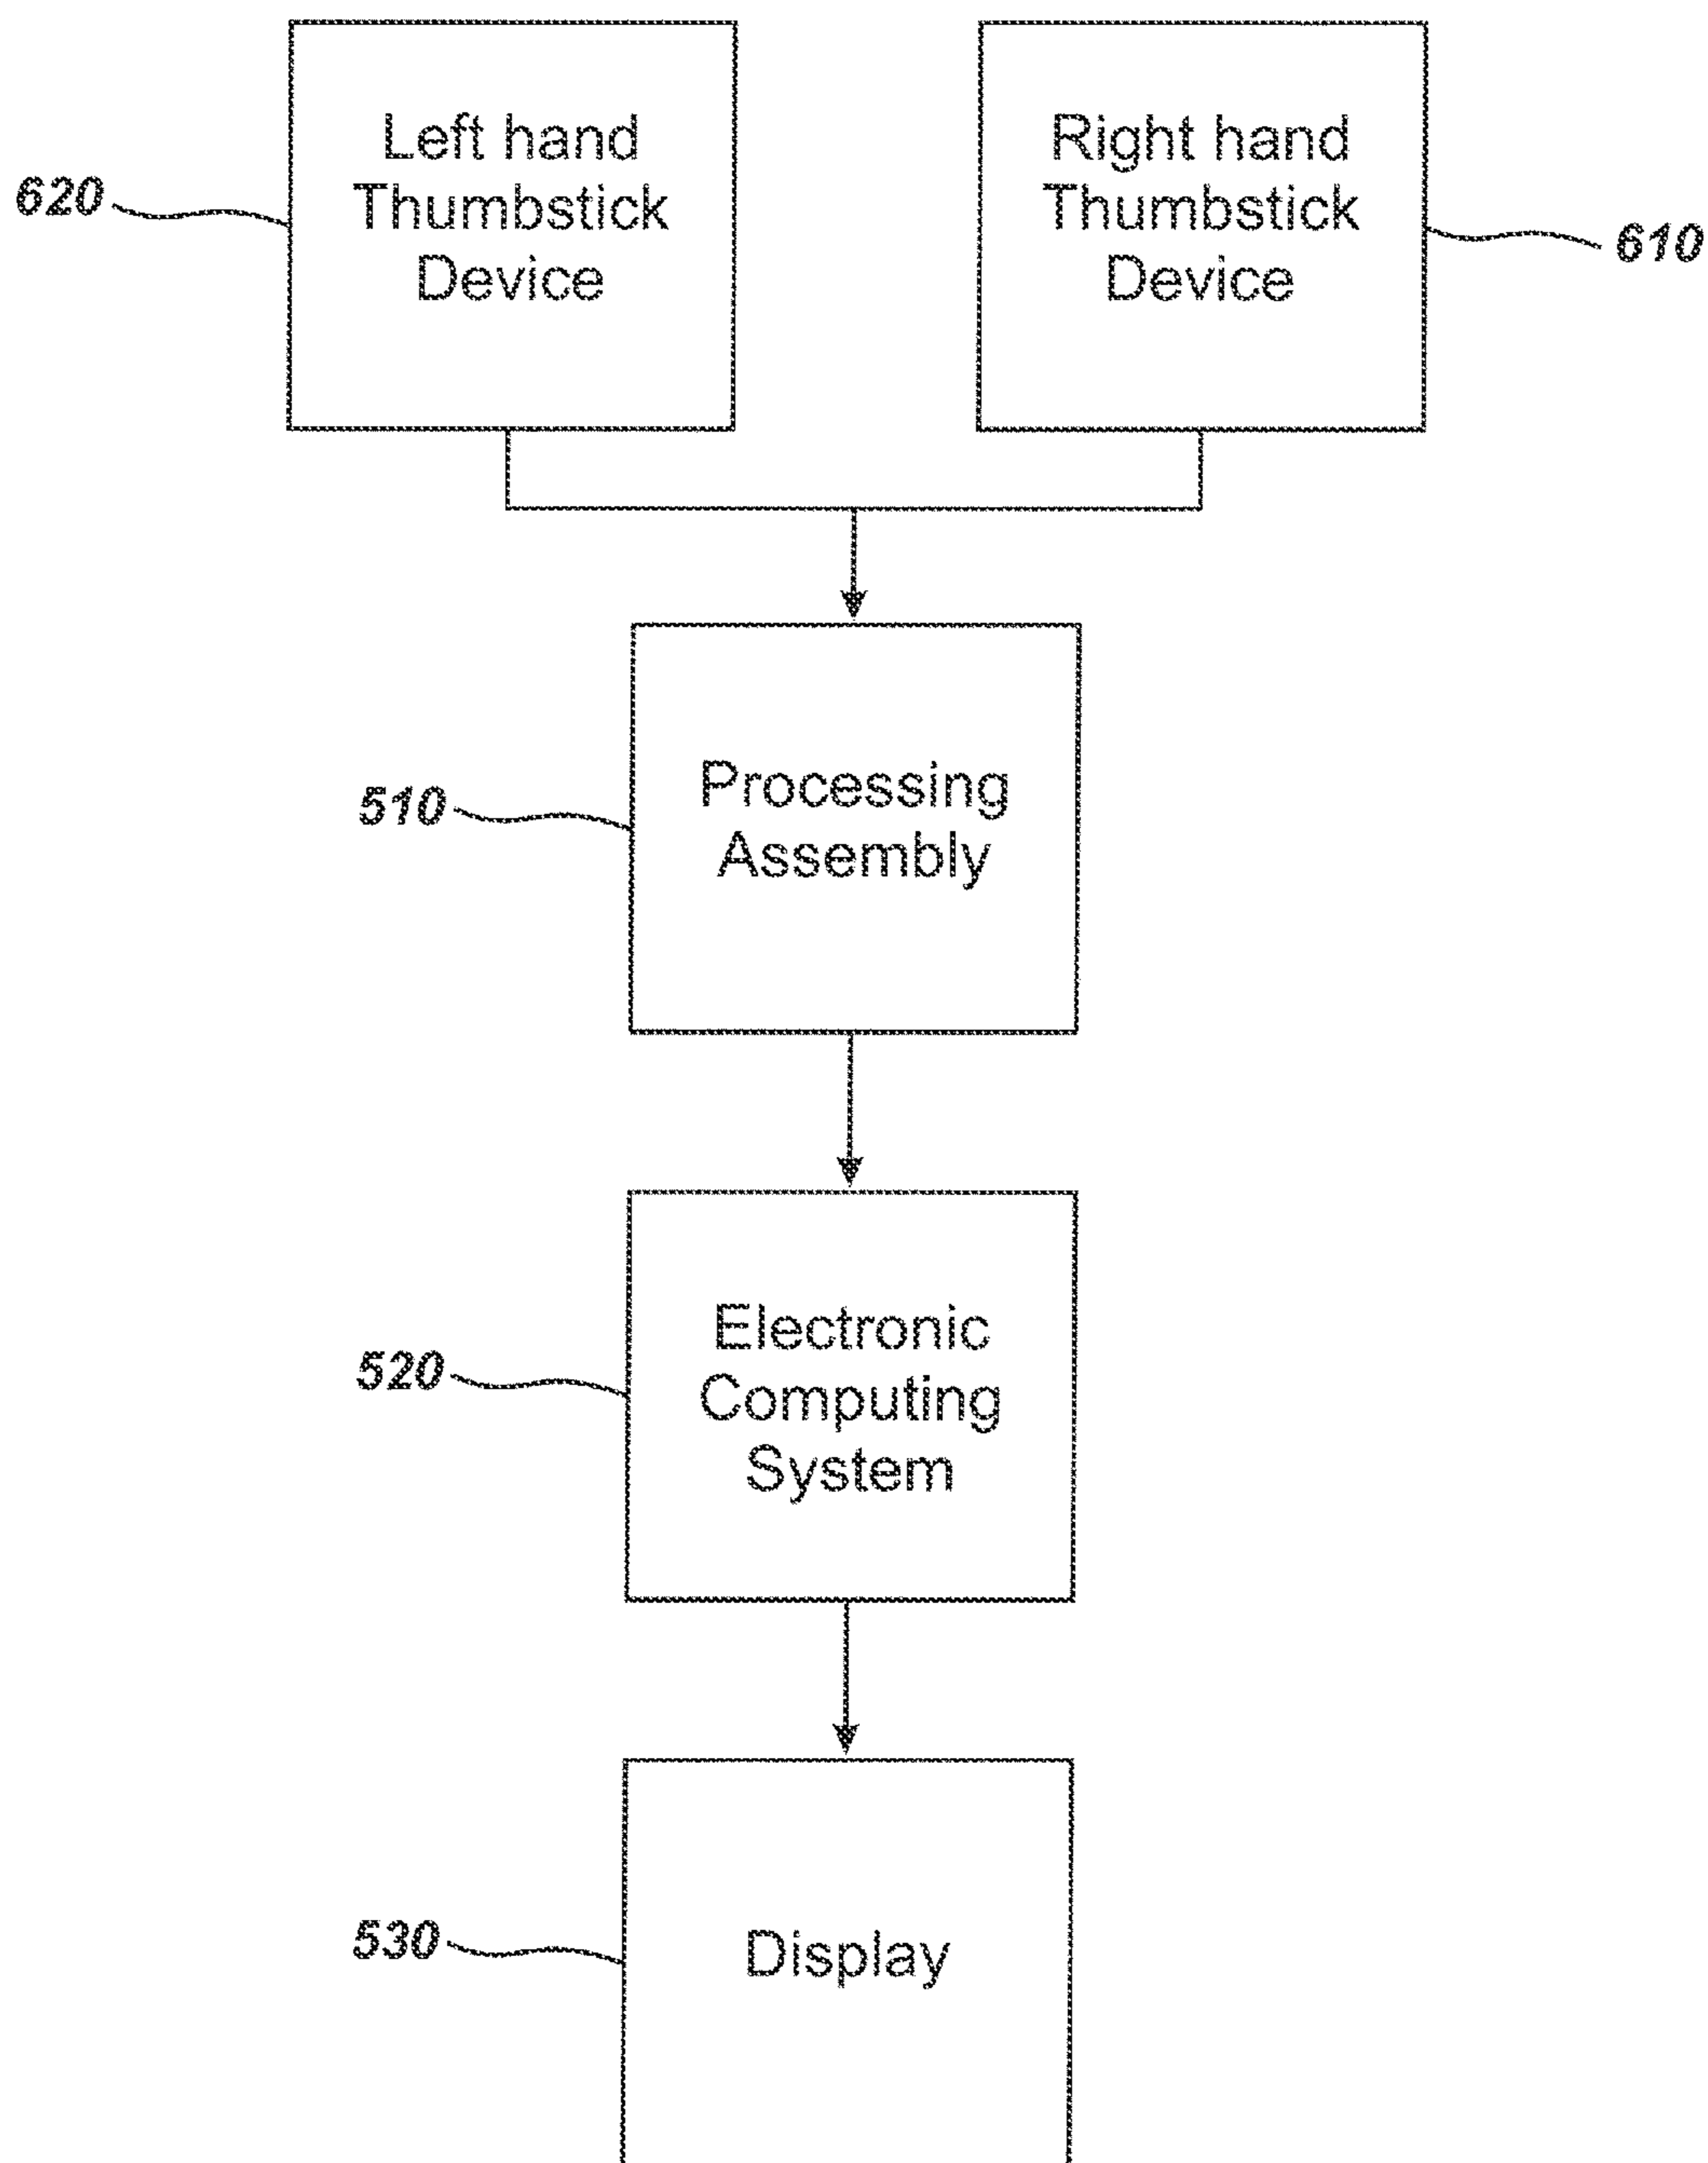 Left hand
Thumbstick
Device
620
Right hand
Thumbstick
Device
610
Processing
Assembly
510
Electronic
Computing
System
520
Display
530